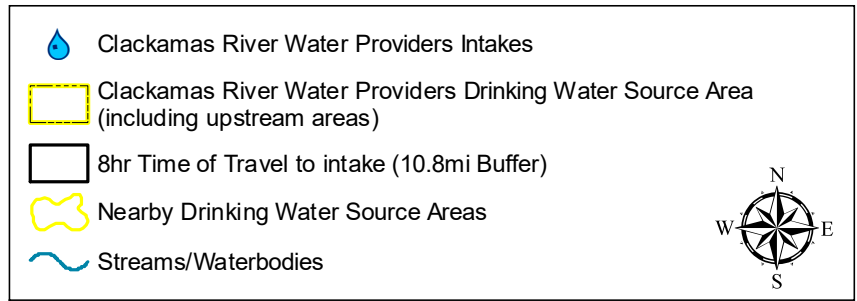 Clackamas River Water Providers Intakes
Clackamas River Water Providers Drinking Water Source Area
(including upstream areas)
8hr Time of Travel to intake (10.8mi Buffer)
Nearby Drinking Water Source Areas
Streams/Waterbodies
N
W
E
S